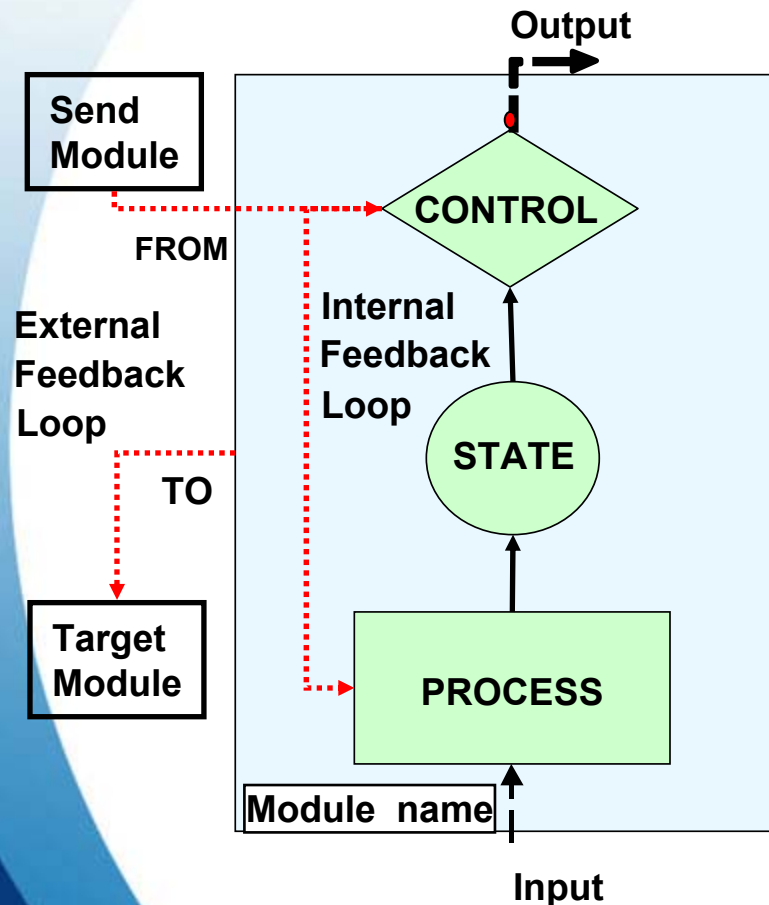 Output
Send
Module
CONTROL
FROM
External
Feedback
Loop
Internal
Feedback
Loop
STATE
TO
Target
Module
PROCESS
Module name
Input